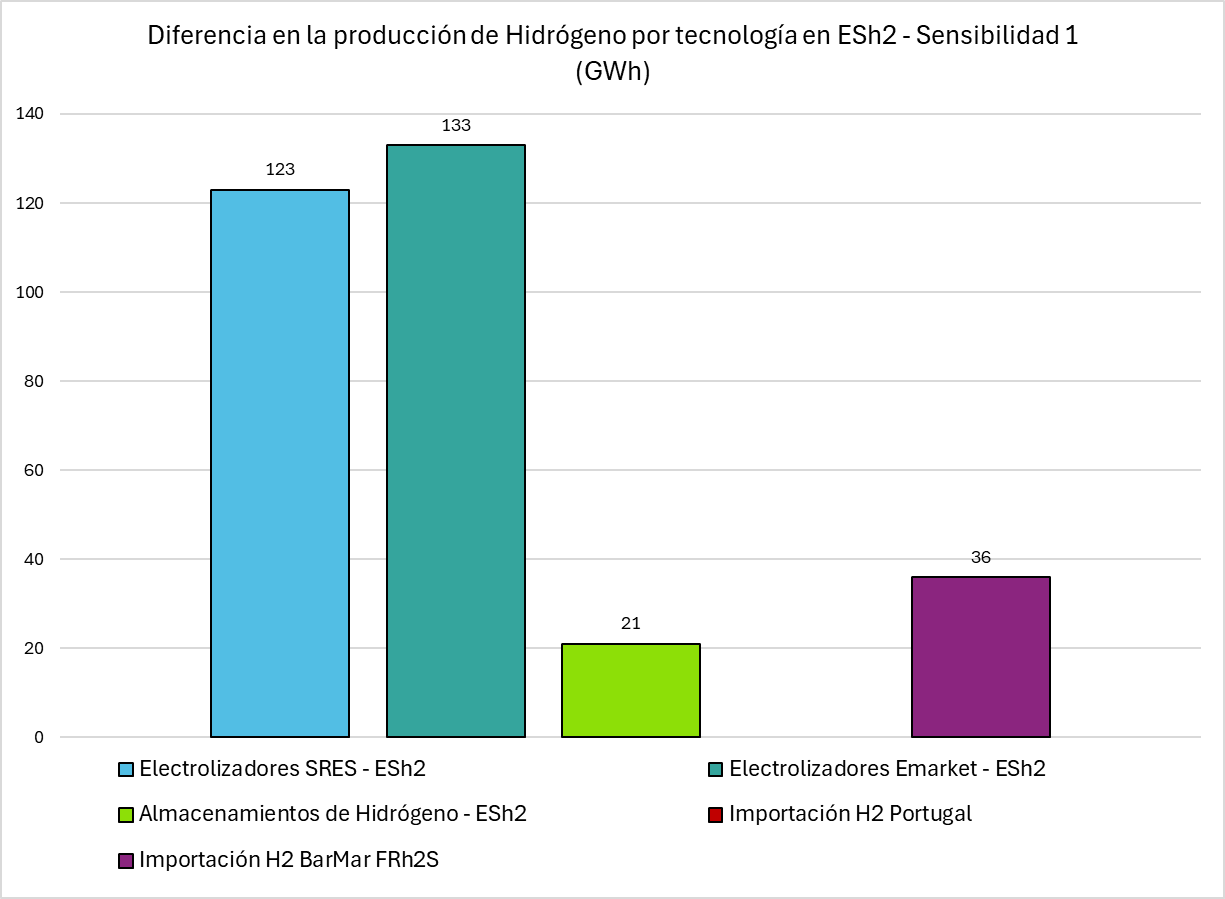 Diferencia en la producción de Hidrógeno por tecnología en ESh2 - Sensibilidad 1
(GWh)
140
133
123
120
100
80
60
40
36
21
20
0
Electrolizadores SRES - ESh2
Electrolizadores Emarket - ESh2
Almacenamientos de Hidrógeno - ESh2
Importación H2 Portugal
Importación H2 BarMar FRh2S